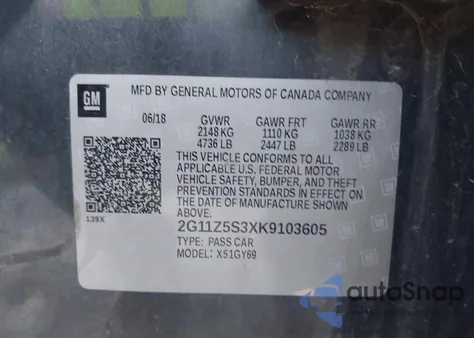 MFD BY GENERAL MOTORS OF CANADA COMPANY
GM
06/18 GVWR GAWR FRT GAWR RR
2148 KG 1110 KG 1038 KG
4736 LB 2447 LB 2289 LB
THIS VEHICLE CONFORMS TO ALL
APPLICABLE U.S. FEDERAL MOTOR
VEHICLE SAFETY, BUMPER, AND THEFT
PREVENTION STANDARDS IN EFFECT ON
THE DATE OF MANUFACTURE SHOWN ABOVE.
139X
2G11Z5S3XK9103605
TYPE: PASS CAR
MODEL: X51GY69
autoSnap